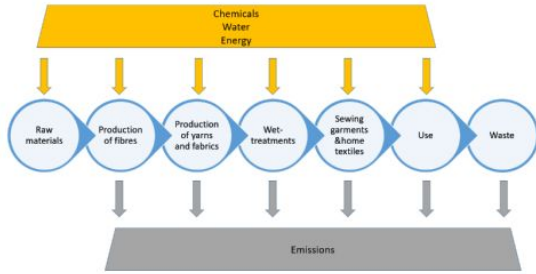 Chemicals
Water
Energy
Raw
materials
Production
of fibres
Production
of yarns
and fabrics
Wet-
treatments
Sewing
garments
&home
textiles
Use
Waste
Emissions